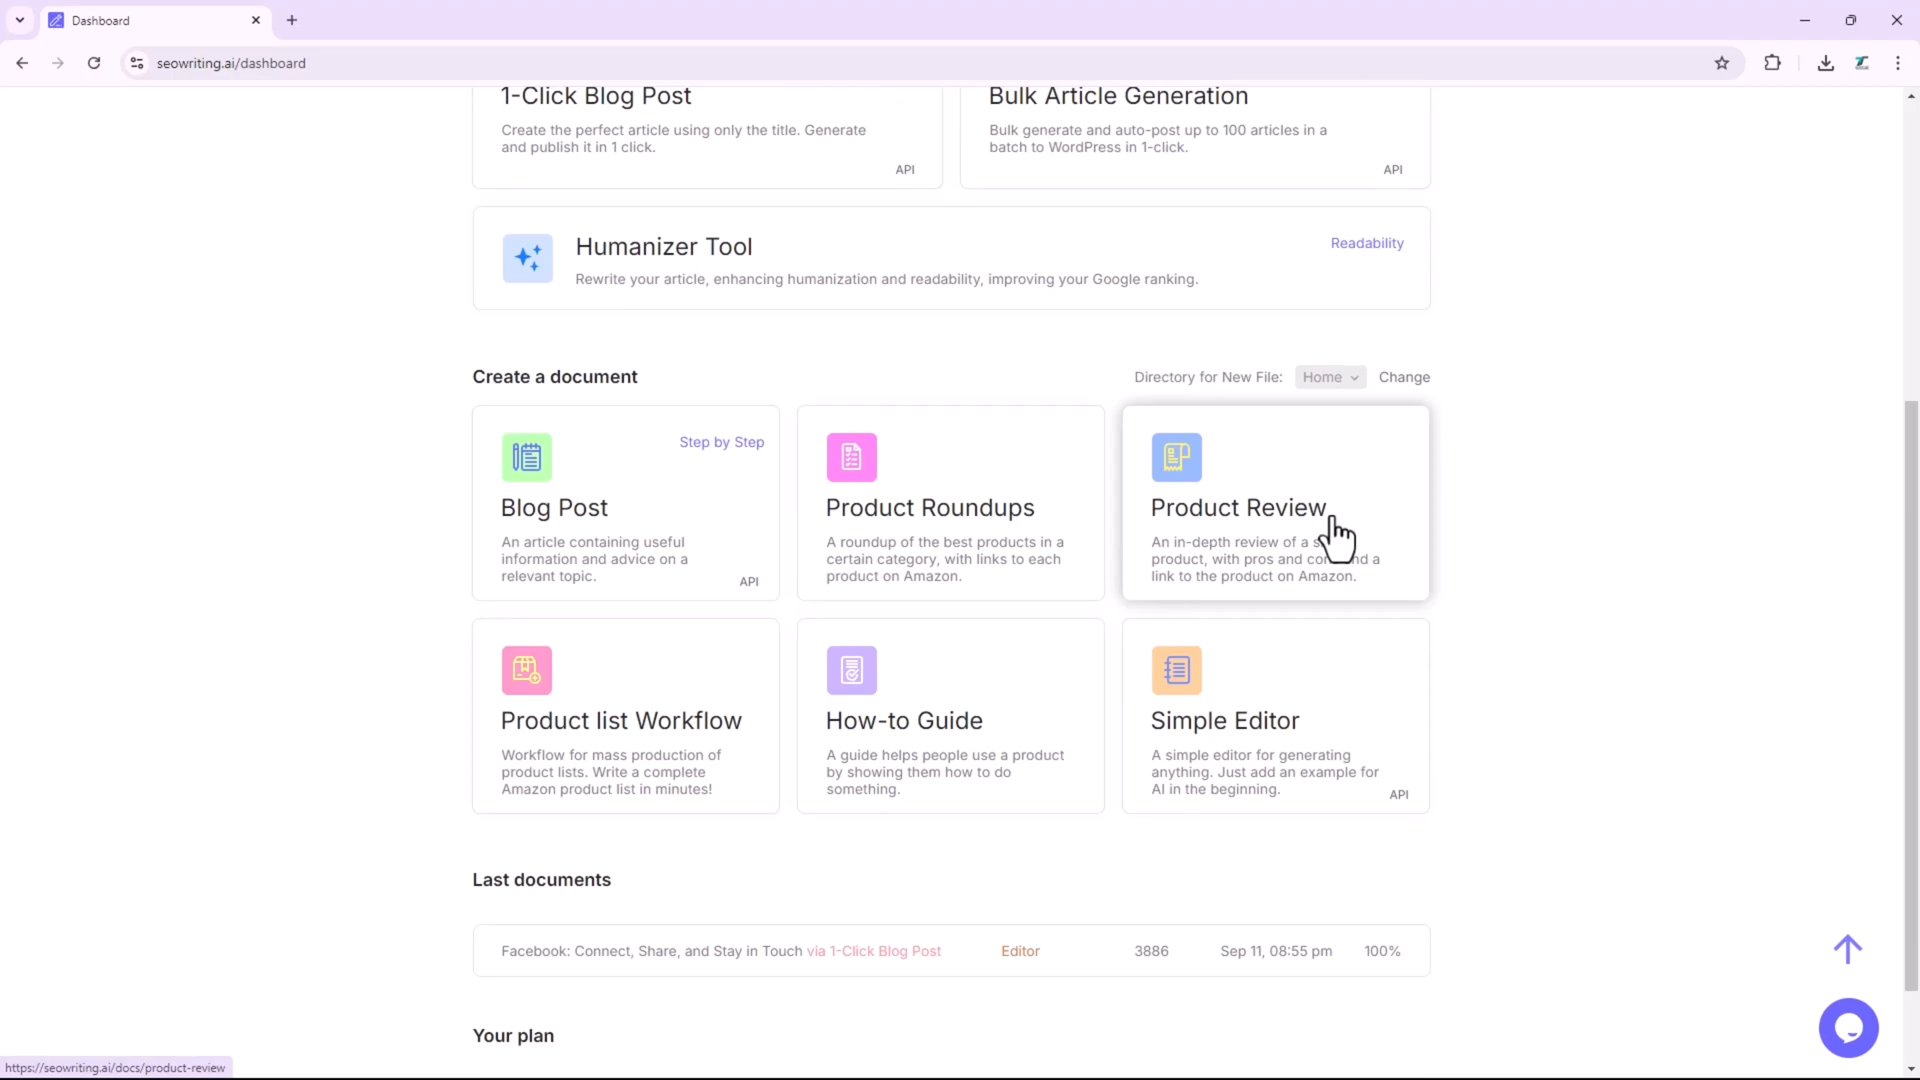 Dashboard
seowriting.ai/dashboard
1-Click Blog Post
Create the perfect article using only the title. Generate
and publish it in 1 click.
API
Bulk Article Generation
Bulk generate and auto-post up to 100 articles in a
batch to WordPress in 1-click.
API
Humanizer Tool
Readability
Rewrite your article, enhancing humanization and readability, improving your Google ranking.
Create a document
Directory for New File: Home Change
Step by Step
Blog Post
An article containing useful
information and advice on a
relevant topic.
API
Product Roundups
A roundup of the best products in a
certain category, with links to each
product on Amazon.
Product Review
An in-depth review of a
product, with pros and a
link to the product on Amazon.
Product list Workflow
Workflow for mass production of
product lists. Write a complete
Amazon product list in minutes!
How-to Guide
A guide helps people use a product
by showing them how to do
something.
Simple Editor
A simple editor for generating
anything. Just add an example for
AI in the beginning.
API
Last documents
Facebook: Connect, Share, and Stay in Touch via 1-Click Blog Post Editor 3886 Sep 11, 08:55 pm 100%
Your plan
https://seowriting.ai/docs/product-review